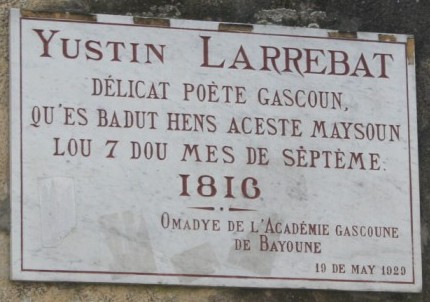 YUSTIN LARREBAT
DÉLICAT POÈTE GASCOUN,
QU'ES BADUT HENS ACESTE MAYSOUN
LOU 7 DOU MES DE SÉPTÉME.
1816
OMADYE DE L'ACADÉMIE GASCOUNE
DE BAYOUNE
19 DE MAY 1929